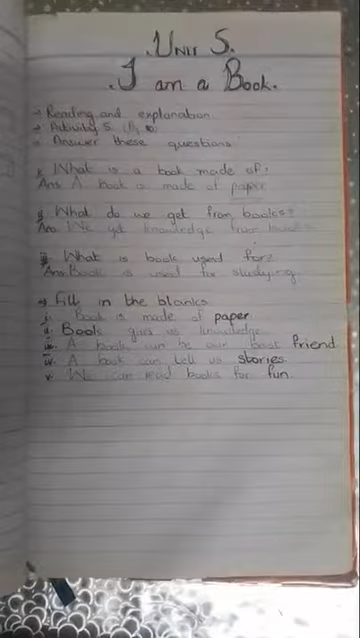 Unit 5.
I am a Book.
→ Reading and explanation
→ Activity 5. (A,
→ Answer these questions
i. What is a book made of?
Ans. A book is made of paper
ii. What do we get from books?
Ans. We get knowledge from books
iii. What is book used for?
Ans. Book is used for studying
→ Fill in the blanks
i. Book is made of paper
ii. Book gives us knowledge
iii. A book can be our best friend
iv. A book can tell us stories
v. We can read books for fun.